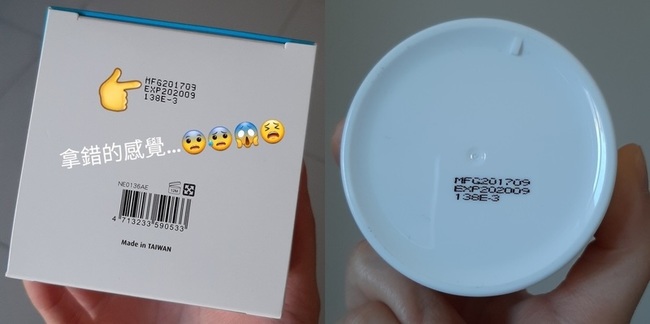 MFG201709
EXP202009
138E-3
拿錯的感覺...
NE0136AE
4 713233 590533
Made in TAIWAN
MFG201709
EXP202009
138E-3